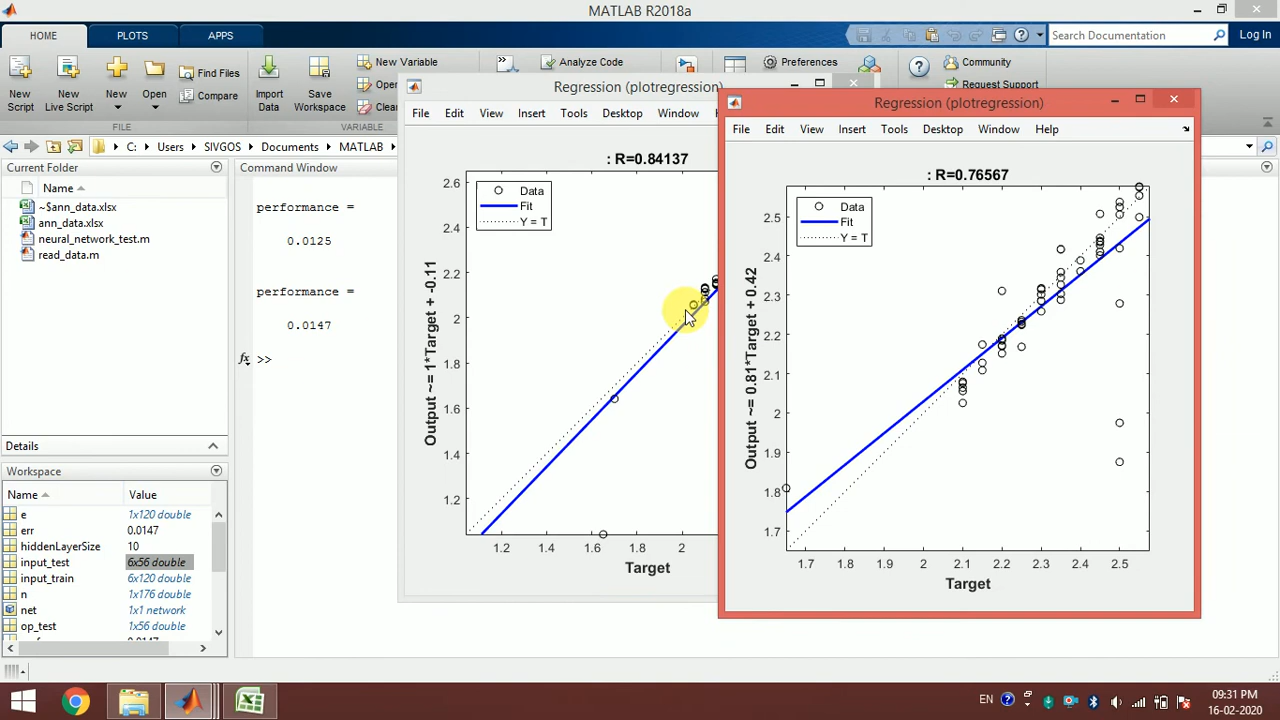 MATLAB R2018a
HOME PLOTS APPS
Search Documentation Log In
New Script
New Live Script
New
Open
Find Files
Compare
Import Data
Save Workspace
New Variable
Analyze Code
Preferences
Community
Request Support
FILE
VARIABLE
C: Users SIVGOS Documents MATLAB
Current Folder
Name
~$ann_data.xlsx
ann_data.xlsx
neural_network_test.m
read_data.m
Details
Workspace
Name Value
e 1x120 double
err 0.0147
hiddenLayerSize 10
input_test 6x56 double
input_train 6x120 double
n 1x176 double
net 1x1 network
op_test 1x56 double
Command Window
performance =
0.0125
performance =
0.0147
fx >>
Regression (plotregression)
File Edit View Insert Tools Desktop Window
: R=0.84137
Data
Fit
Y = T
Output ~= 1*Target + -0.11
2.6
2.4
2.2
2
1.8
1.6
1.4
1.2
1.2 1.4 1.6 1.8 2
Target
Regression (plotregression)
File Edit View Insert Tools Desktop Window Help
: R=0.76567
Data
Fit
Y = T
Output ~= 0.81*Target + 0.42
2.5
2.4
2.3
2.2
2.1
2
1.9
1.8
1.7
1.7 1.8 1.9 2 2.1 2.2 2.3 2.4 2.5
Target
EN
09:31 PM
16-02-2020